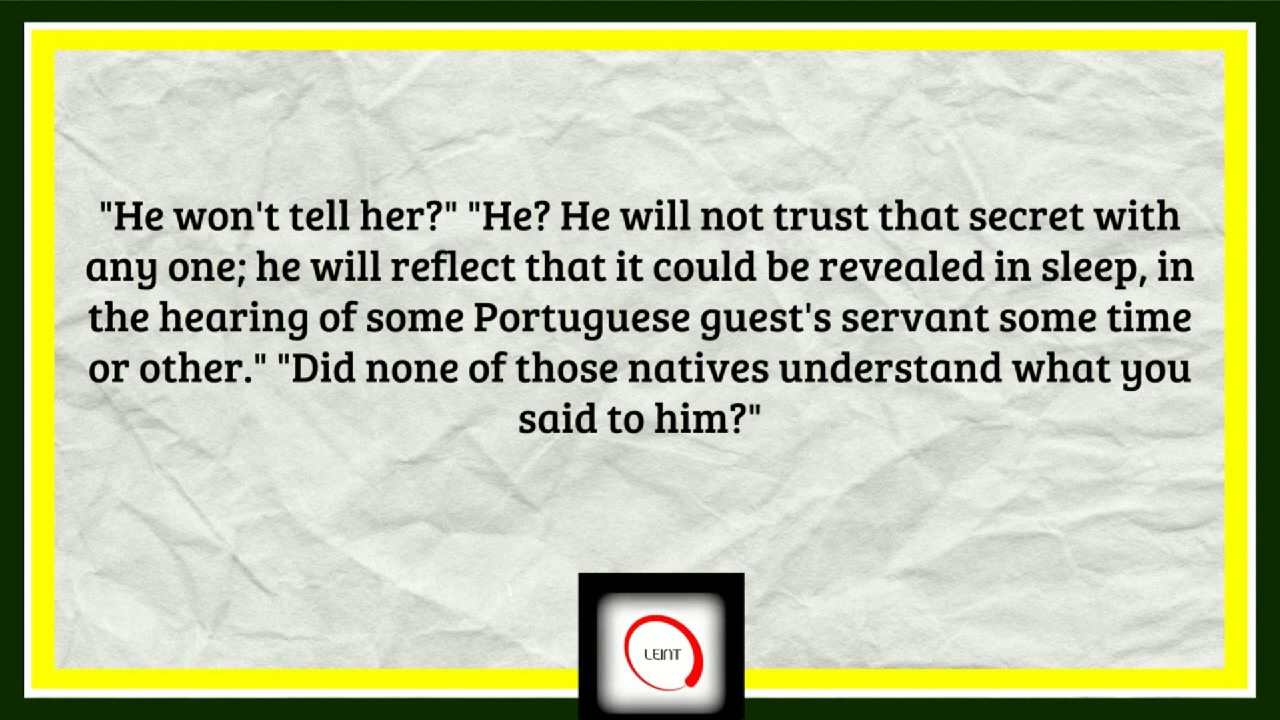 "He won't tell her?" "He? He will not trust that secret with
any one; he will reflect that it could be revealed in sleep, in
the hearing of some Portuguese guest's servant some time
or other." "Did none of those natives understand what you
said to him?"
LEINT